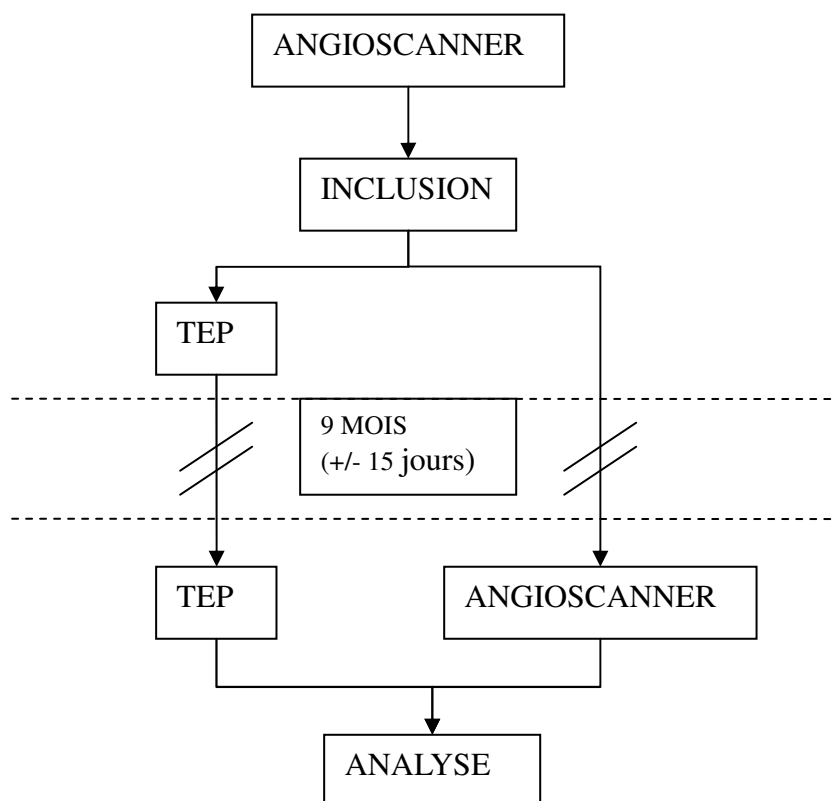 ANGIOSCANNER
INCLUSION
TEP
9 MOIS
(+/- 15 jours)
TEP
ANGIOSCANNER
ANALYSE